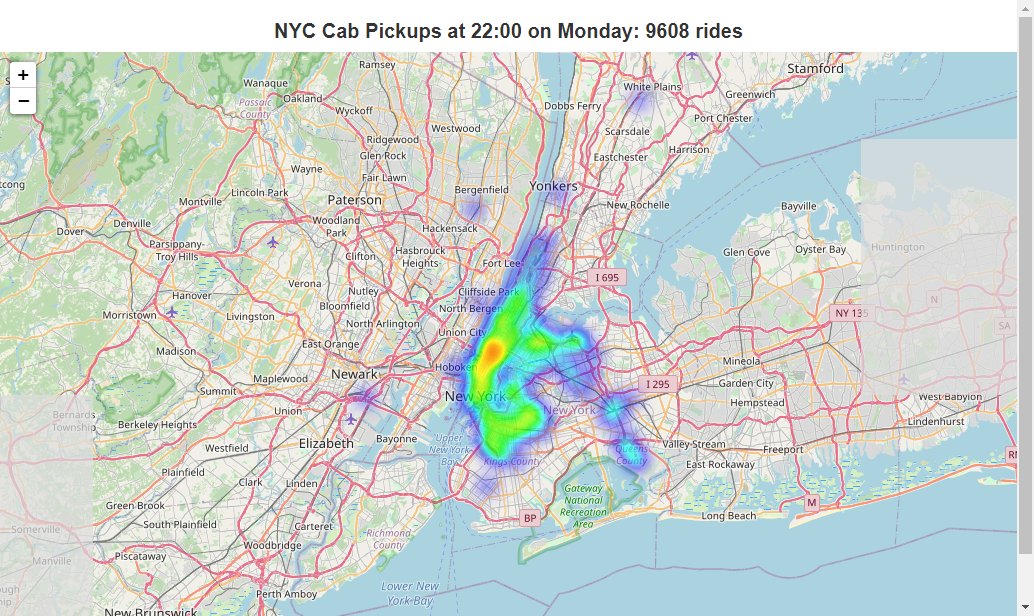 NYC Cab Pickups at 22:00 on Monday: 9608 rides
+
−
Ramsey
Stamford
Wanaque
White Plains
Oakland
Greenwich
Passaic
County
Wyckoff
Dobbs Ferry
Port Chester
Westwood
Scarsdale
Ridgewood
Harrison
Glen Rock
Eastchester
Wayne
Fair Lawn
Yonkers
Lincoln Park
Bergenfield
Paterson
Montville
New Rochelle
Bayville
Woodland
Park
Denville
Hackensack
Dover
Parsippany-
Troy Hills
Hasbrouck
Heights
Clifton
Glen Cove
Oyster Bay
Huntington
Fort Lee
I 695
Verona
Nutley
Cliffside Park
Hanover
Bloomfield
North Bergen
N
Morristown
Livingston
North Arlington
NY 135
Union City
SA
East Orange
Madison
Mineola
Hoboken
Newark
Maplewood
I 295
Garden City
Summit
New York
West Babylon
Hempstead
Bernards
Township
Union
New York
Berkeley Heights
Lindenhurst
Elizabeth
Bayonne
Upper
New York
Bay
Valley Stream
Westfield
Queens
County
Freeport
Kings County
East Rockaway
Plainfield
Clark
Linden
Gateway
National
Recreation
Area
Green Brook
M
South Plainfield
BP
Long Beach
Carteret
Somerville
Richmond
County
Woodbridge
Piscataway
Manville
Lower New
York Bay
Perth Amboy
New Brunswick